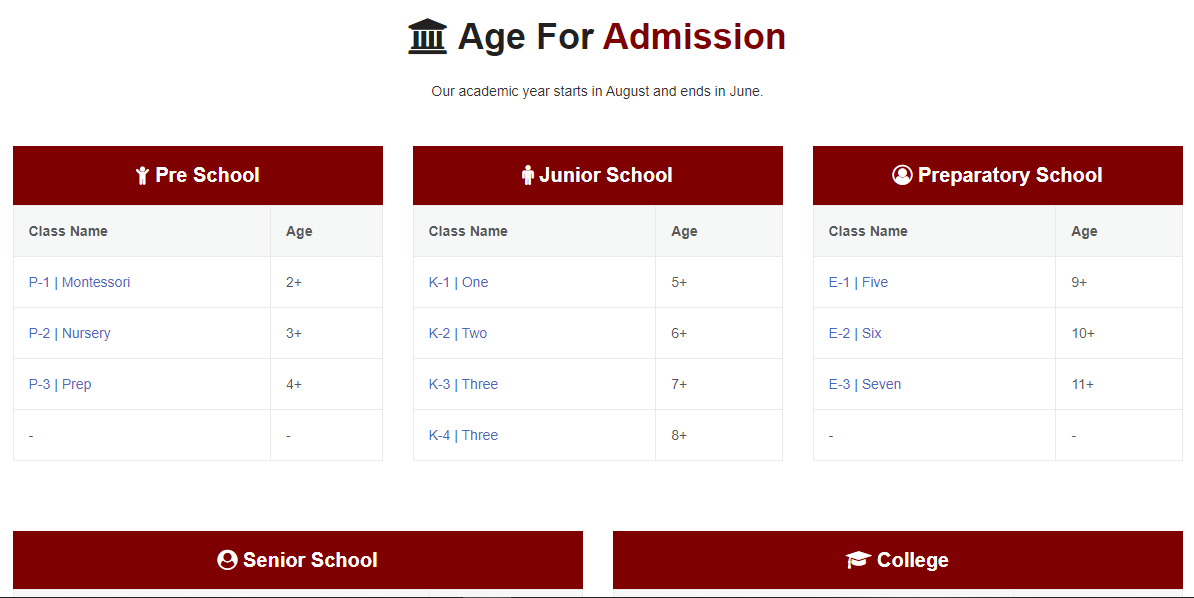 Age For Admission
Our academic year starts in August and ends in June.
Pre School
Class Name Age
P-1 | Montessori 2+
P-2 | Nursery 3+
P-3 | Prep 4+
- -
Junior School
Class Name Age
K-1 | One 5+
K-2 | Two 6+
K-3 | Three 7+
K-4 | Three 8+
Preparatory School
Class Name Age
E-1 | Five 9+
E-2 | Six 10+
E-3 | Seven 11+
- -
Senior School
College